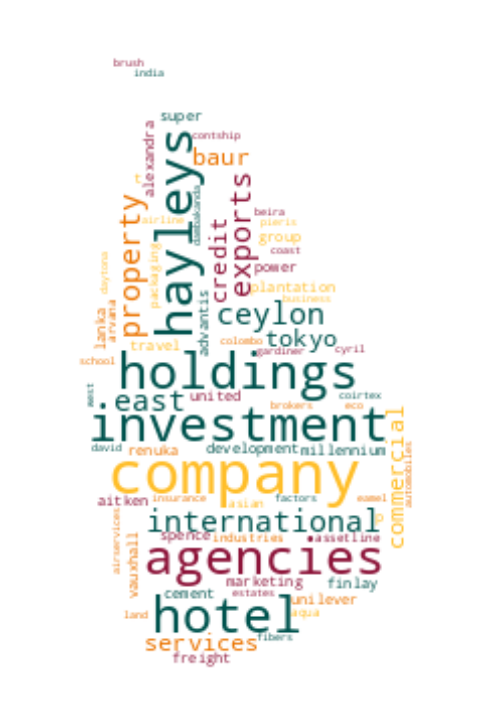 brush
india
super
contship
alexandra
hayleys
baur
dambakanda
property
airline
exports
credit
beira
pieris
group
coast
power
packaging
daytona
plantation
business
advantis
ceylon
lanka
arvana
tokyo
travel
colombo
gardiner
cyril
school
holdings
west
east
united
coirtex
brokers
eco
investment
commercial
automobiles
david
renuka
development
millennium
company
aitken
insurance
asian
factors
eamel
international
p
airservices
vauxhall
spence
industries
assetline
agencies
marketing
finlay
cement
estates
unilever
land
hotel
aqua
services
fibers
freight